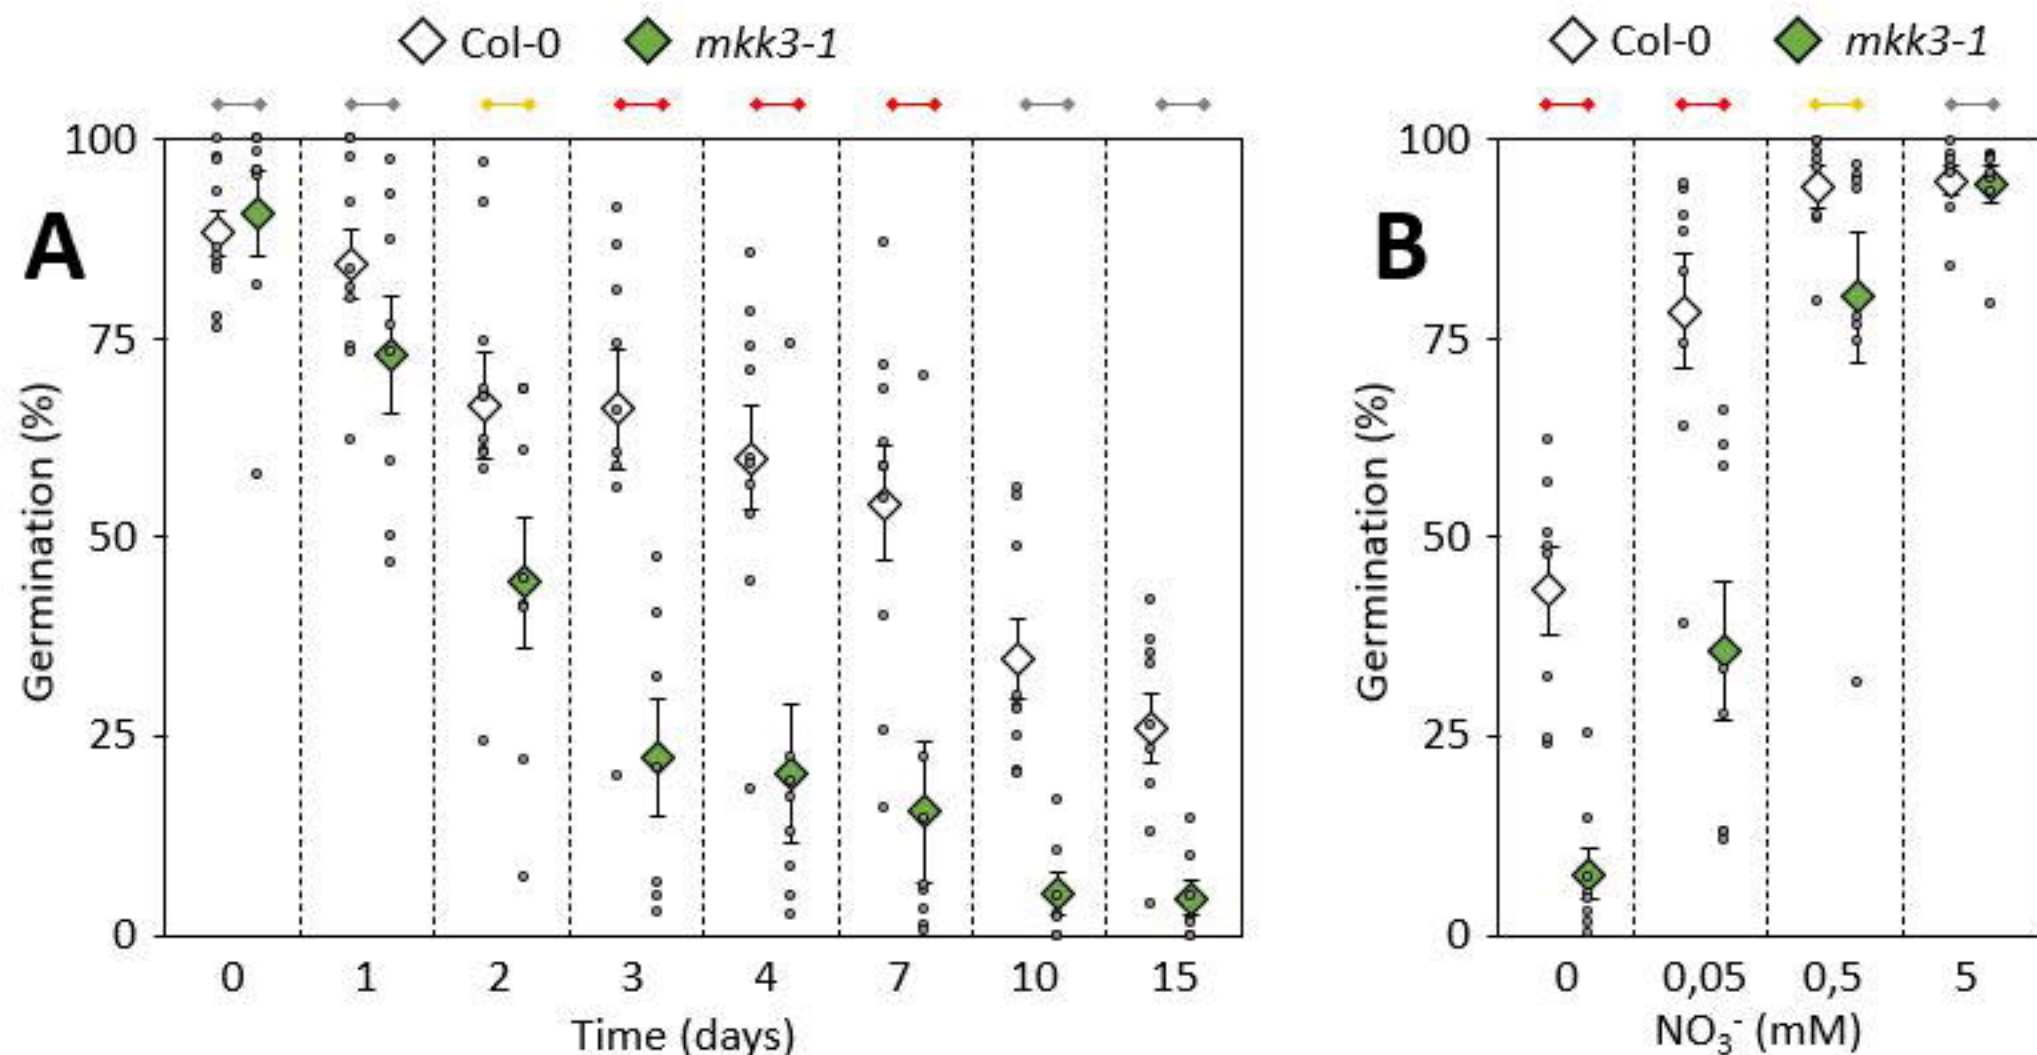 Col-0 mkk3-1
A
100
75
50
25
0
Germination (%)
0 1 2 3 4 7 10 15
Time (days)
Col-0 mkk3-1
B
100
75
50
25
0
Germination (%)
0 0,05 0,5 5
NO₃⁻ (mM)